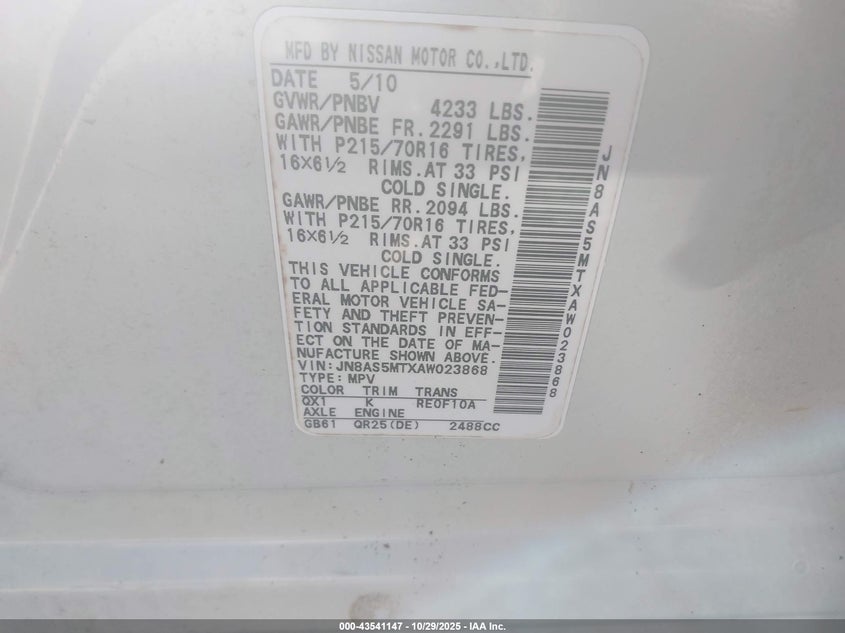 MFD BY NISSAN MOTOR CO.,LTD.
DATE 5/10
GVWR/PNBV 4233 LBS.
GAWR/PNBE FR. 2291 LBS.
WITH P215/70R16 TIRES,
16X6½ RIMS. AT 33 PSI
COLD SINGLE.
GAWR/PNBE RR. 2094 LBS.
WITH P215/70R16 TIRES,
16X6½ RIMS. AT 33 PSI
COLD SINGLE.
THIS VEHICLE CONFORMS
TO ALL APPLICABLE FED-
ERAL MOTOR VEHICLE SA-
FETY AND THEFT PREVEN-
TION STANDARDS IN EFF-
ECT ON THE DATE OF MA-
NUFACTURE SHOWN ABOVE.
VIN:JN8AS5MTXAW023868
TYPE:MPV
COLOR TRIM TRANS
QX1 K RE0F10A
AXLE ENGINE
GB61 QR25(DE) 2488CC
JN8AS5MTXAW023868
000-43541147 - 10/29/2025 - IAA Inc.